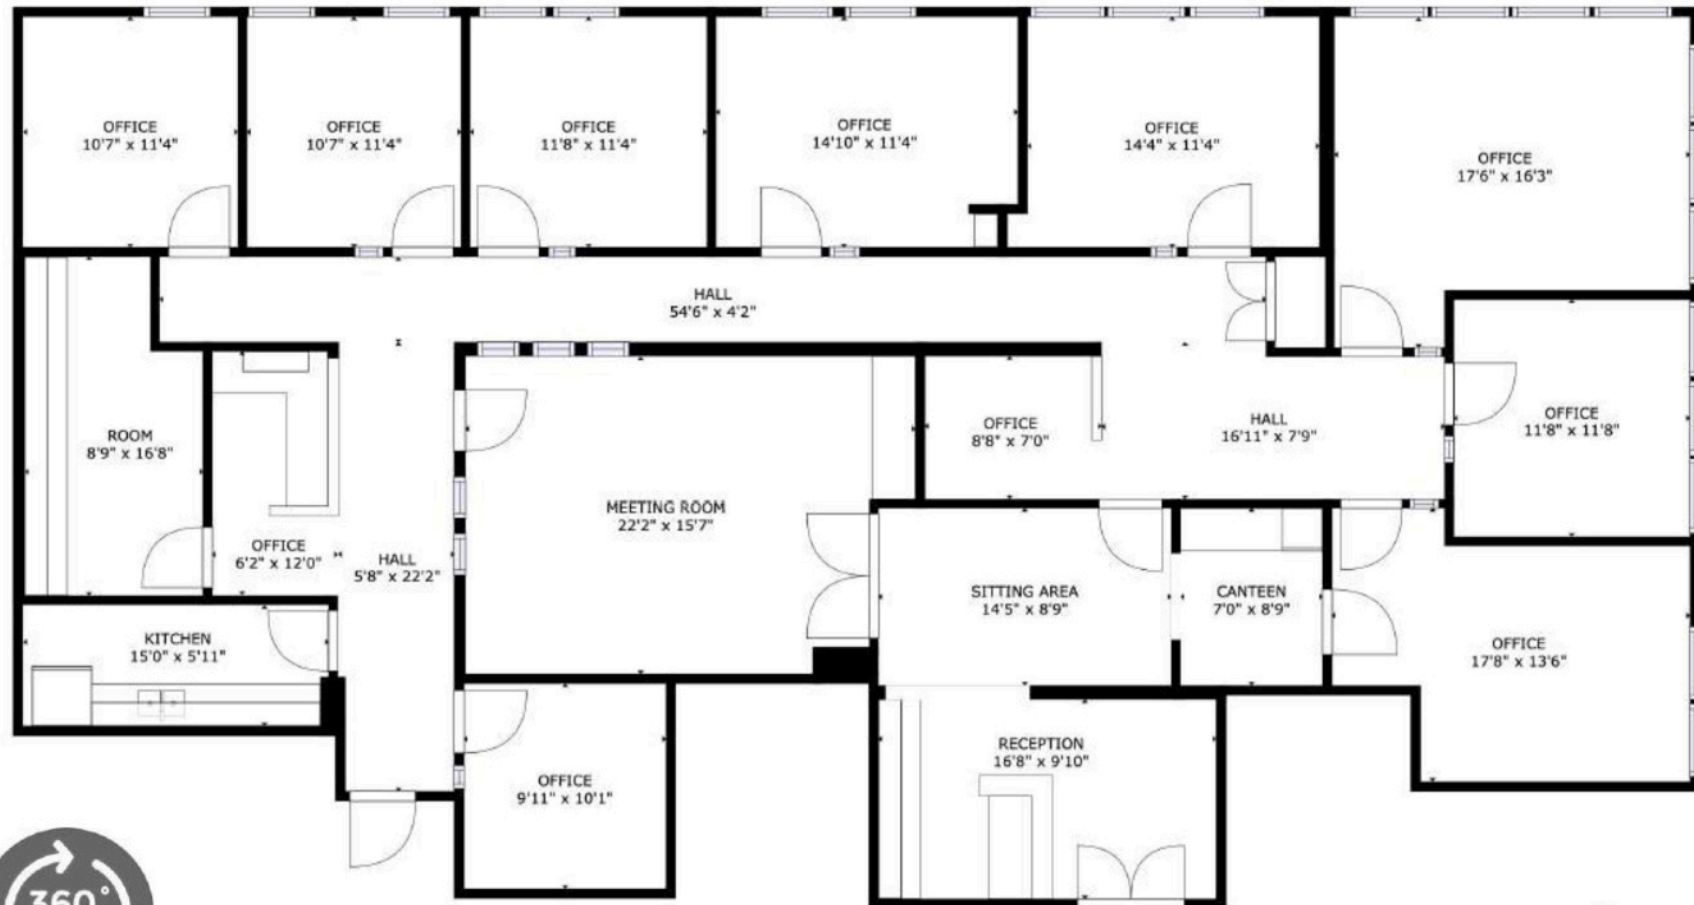 OFFICE
10'7" x 11'4"
OFFICE
10'7" x 11'4"
OFFICE
11'8" x 11'4"
OFFICE
14'10" x 11'4"
OFFICE
14'4" x 11'4"
OFFICE
17'6" x 16'3"
HALL
54'6" x 4'2"
ROOM
8'9" x 16'8"
OFFICE
6'2" x 12'0"
HALL
5'8" x 22'2"
MEETING ROOM
22'2" x 15'7"
OFFICE
8'8" x 7'0"
HALL
16'11" x 7'9"
OFFICE
11'8" x 11'8"
SITTING AREA
14'5" x 8'9"
CANTEEN
7'0" x 8'9"
OFFICE
17'8" x 13'6"
KITCHEN
15'0" x 5'11"
OFFICE
9'11" x 10'1"
RECEPTION
16'8" x 9'10"
360°